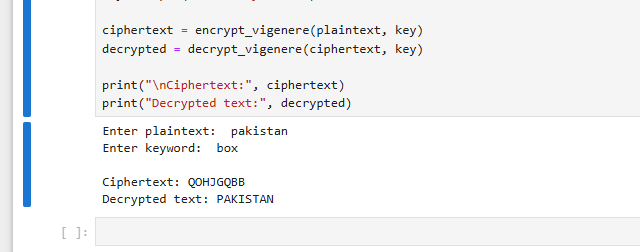 ciphertext = encrypt_vigenere(plaintext, key)
decrypted = decrypt_vigenere(ciphertext, key)
print("\nCiphertext:", ciphertext)
print("Decrypted text:", decrypted)
Enter plaintext:  pakistan
Enter keyword:  box
Ciphertext: QOHJGQBB
Decrypted text: PAKISTAN
[ ]: